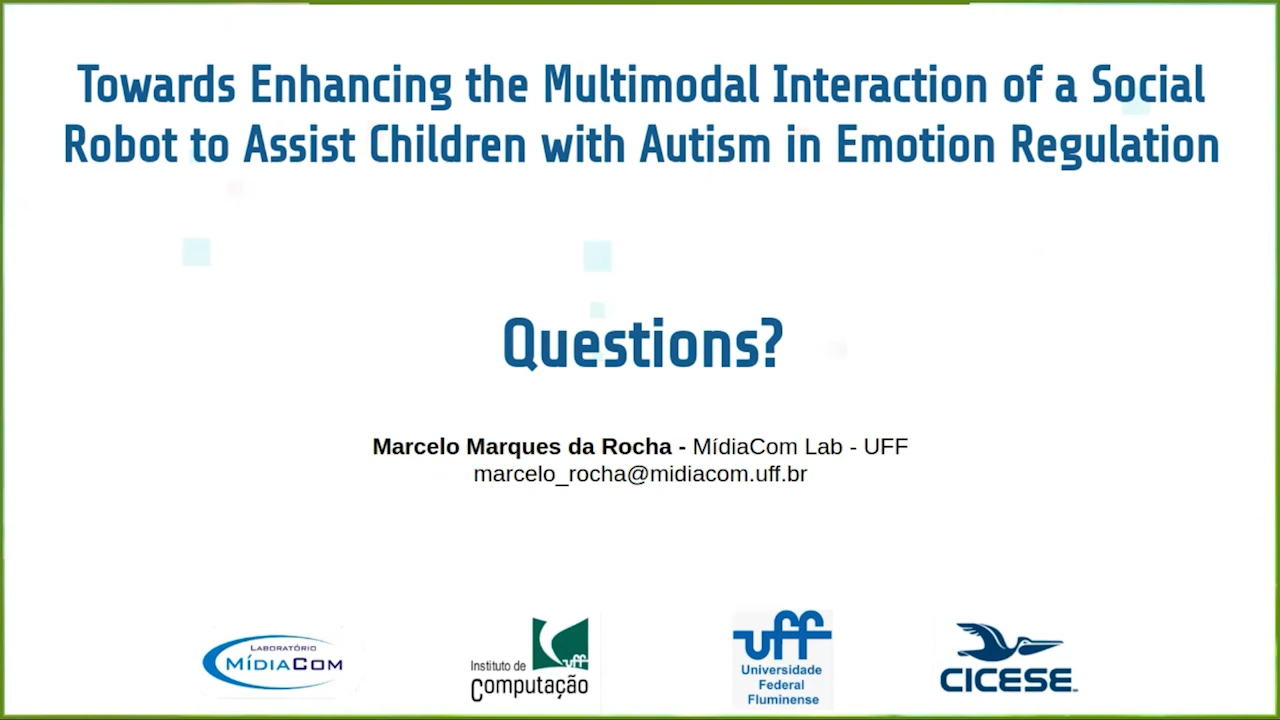 Towards Enhancing the Multimodal Interaction of a Social
Robot to Assist Children with Autism in Emotion Regulation
Questions?
Marcelo Marques da Rocha - MídiaCom Lab - UFF
marcelo_rocha@midiacom.uff.br
LABORATÓRIO
MÍDIACOM
Instituto de
Computação
uff
uff
Universidade
Federal
Fluminense
CICESE